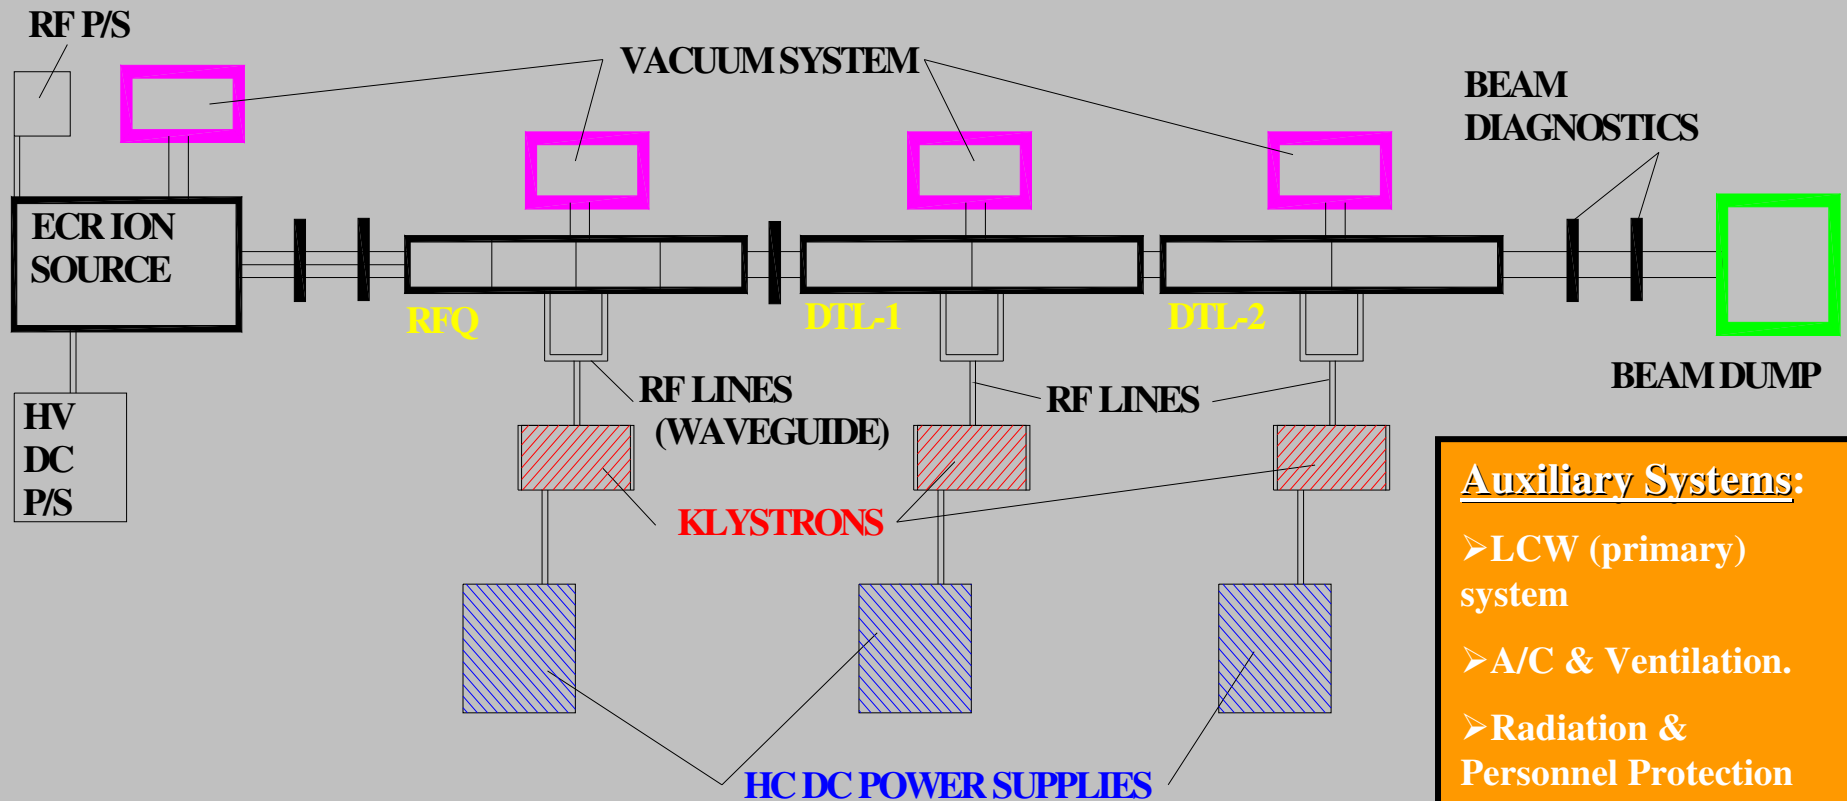 RF P/S
VACUUM SYSTEM
BEAM
DIAGNOSTICS
ECR ION
SOURCE
RFQ
DTL-1
DTL-2
HV
DC
P/S
RF LINES
(WAVEGUIDE)
RF LINES
BEAM DUMP
KLYSTRONS
HC DC POWER SUPPLIES
Auxiliary Systems:
➢LCW (primary)
system
➢A/C & Ventilation.
➢Radiation &
Personnel Protection